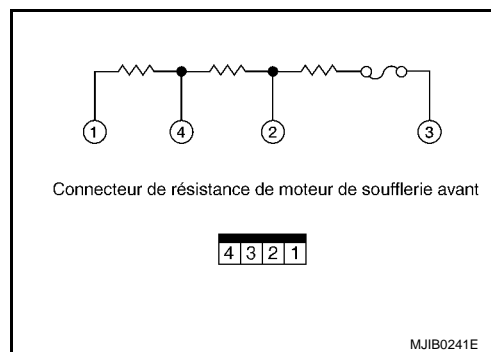 1 4 2 3
Connecteur de résistance de moteur de soufflerie avant
4 3 2 1
MJIB0241E